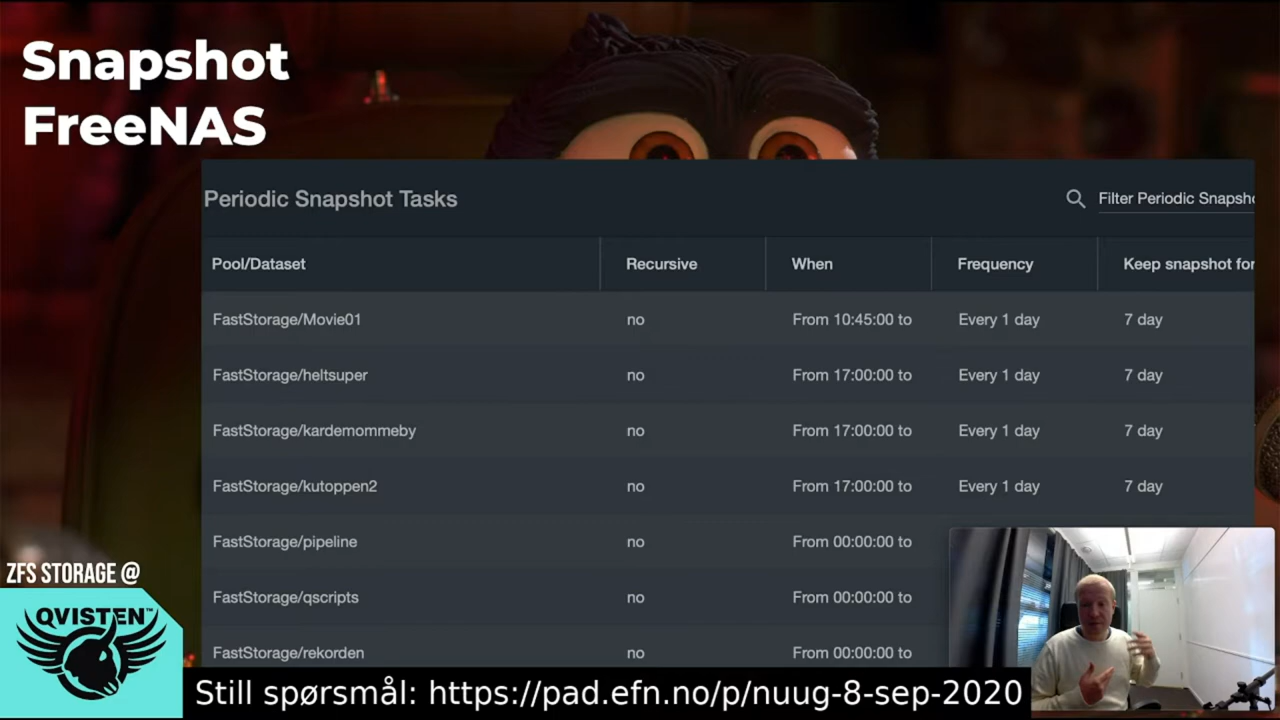 Snapshot
FreeNAS
Periodic Snapshot Tasks
Filter Periodic Snapsho
Pool/Dataset Recursive When Frequency Keep snapshot for
FastStorage/Movie01 no From 10:45:00 to Every 1 day 7 day
FastStorage/heltsuper no From 17:00:00 to Every 1 day 7 day
FastStorage/kardemommeby no From 17:00:00 to Every 1 day 7 day
FastStorage/kutoppen2 no From 17:00:00 to Every 1 day 7 day
FastStorage/pipeline no From 00:00:00 to
FastStorage/qscripts no From 00:00:00 to
FastStorage/rekorden no From 00:00:00 to
ZFS STORAGE @
QVISTEN™
Still spørsmål: https://pad.efn.no/p/nuug-8-sep-2020